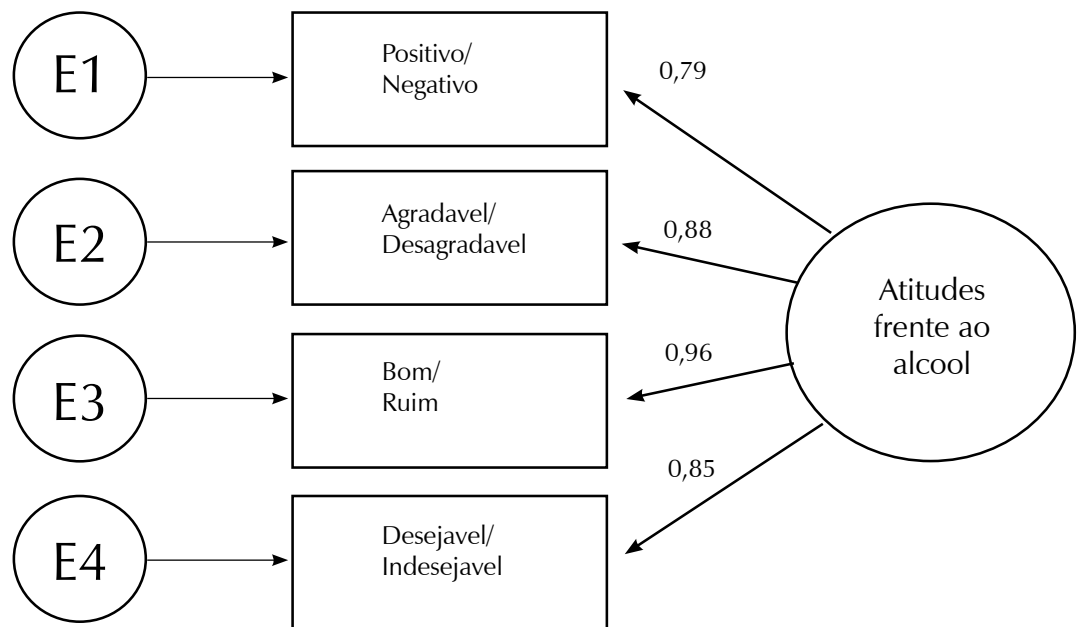 E1
Positivo/
Negativo
0,79
E2
Agradavel/
Desagradavel
0,88
E3
Bom/
Ruim
0,96
E4
Desejavel/
Indesejavel
0,85
Atitudes
frente ao
alcool